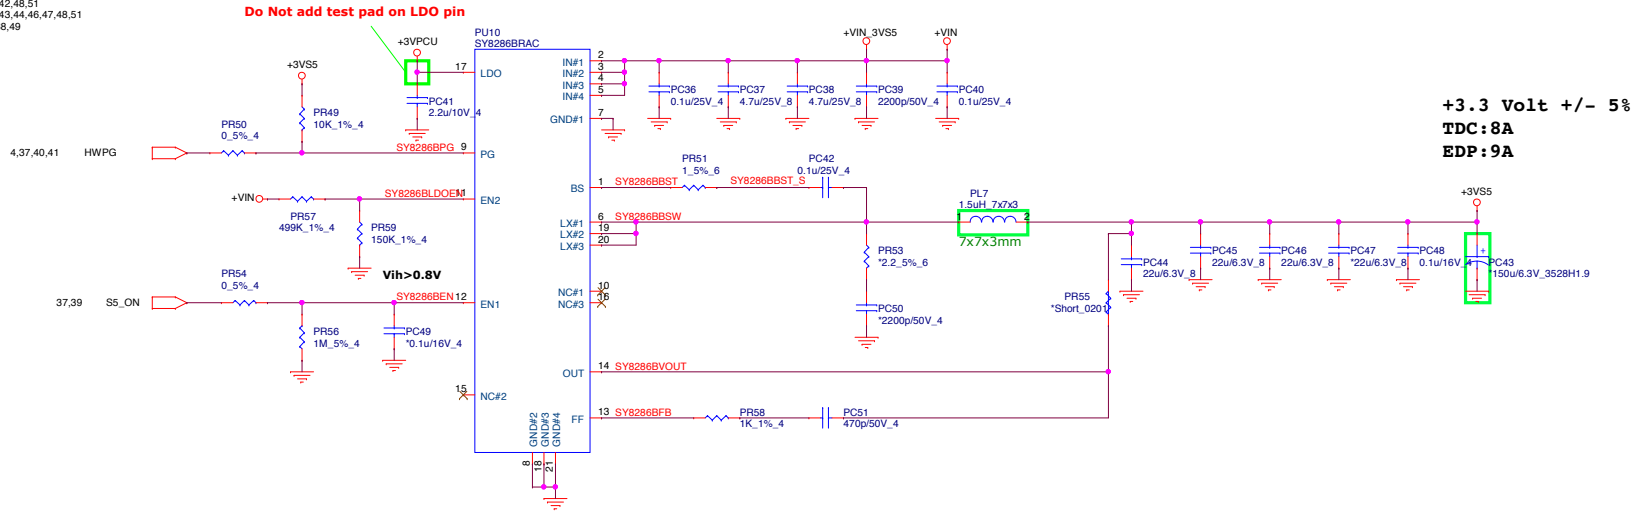 42,48,51
43,44,46,47,48,51
8,49
Do Not add test pad on LDO pin
+3VPCU
PU10
SY8286BRAC
+VIN_3VS5
+VIN
+3VS5
17
LDO
IN#1
2
IN#2
3
IN#3
4
IN#4
5
PC41
2.2u/10V_4
PC36
0.1u/25V_4
PC37
4.7u/25V_8
PC38
4.7u/25V_8
PC39
2200p/50V_4
PC40
0.1u/25V_4
+3.3 Volt +/- 5%
TDC:8A
EDP:9A
PR49
10K_1%_4
GND#1
7
PR50
0_5%_4
4,37,40,41
HWPG
SY8286BPG
9
PG
PR51
1_5%_6
PC42
0.1u/25V_4
BS
1
SY8286BBST
SY8286BBST_S
+VIN
SY8286BLDOEN
11
EN2
PR57
499K_1%_4
PR59
150K_1%_4
PL7
1.5uH_7x7x3
1
2
7x7x3mm
+3VS5
LX#1
6
SY8286BBSW
LX#2
19
LX#3
20
PR53
*2.2_5%_6
PC44
22u/6.3V_8
PC45
22u/6.3V_8
PC46
22u/6.3V_8
PC47
*22u/6.3V_8
PC48
0.1u/16V_4
+
PC43
*150u/6.3V_3528H1.9
Vih>0.8V
PR54
0_5%_4
37,39
S5_ON
SY8286BEN
12
EN1
NC#1
10
NC#3
16
PR55
*Short_0201
PC50
*2200p/50V_4
PR56
1M_5%_4
PC49
*0.1u/16V_4
OUT
14
SY8286BVOUT
15
NC#2
FF
13
SY8286BFB
PR58
1K_1%_4
PC51
470p/50V_4
GND#2
GND#3
GND#4
8
18
21